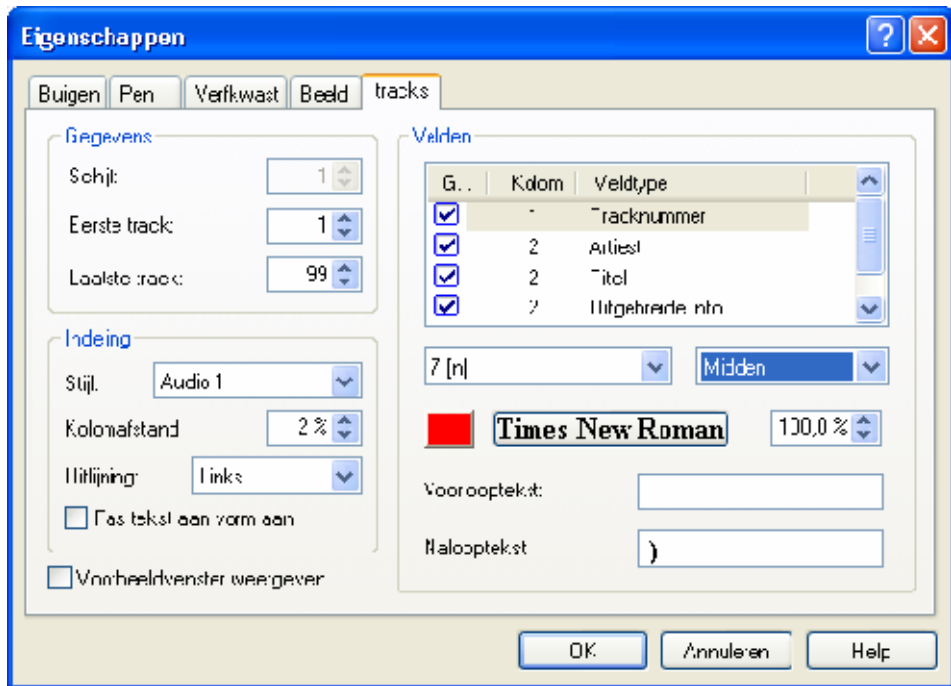 Eigenschappen
Buigen Pen Verfkwast Beeld tracks
Gegevens
Schijf: 1
Eerste track: 1
Laatste track: 99
Indeling
Stijl: Audio 1
Kolomafstand 2 %
Uitlijning: Links
Pas tekst aan vorm aan
Voorbeeldvenster weergeven
Velden
G... Kolom Veldtype
1 Tracknummer
2 Artiest
2 Titel
2 Uitgebreide info
7 [n] Midden
Times New Roman 100,0 %
Voorlooptekst:
Nalooptekst )
OK Annuleren Help